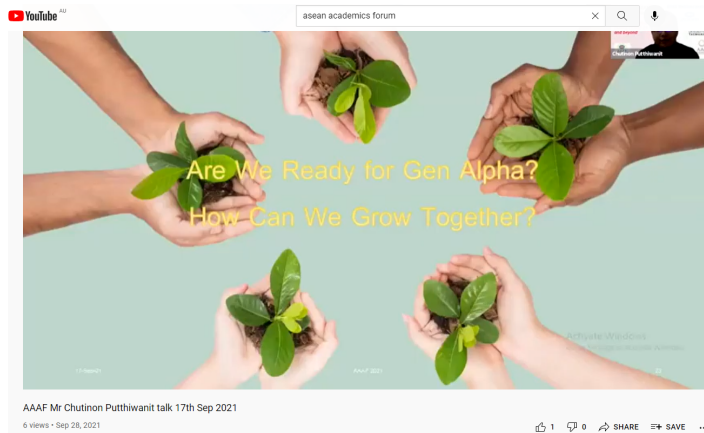 YouTube AU
asean academics forum
Chutinon Putthiwanit
Are We Ready for Gen Alpha?
How Can We Grow Together?
Activate Windows
AAAF 2021
AAAF Mr Chutinon Putthiwanit talk 17th Sep 2021
6 views • Sep 28, 2021
1
0
SHARE
SAVE